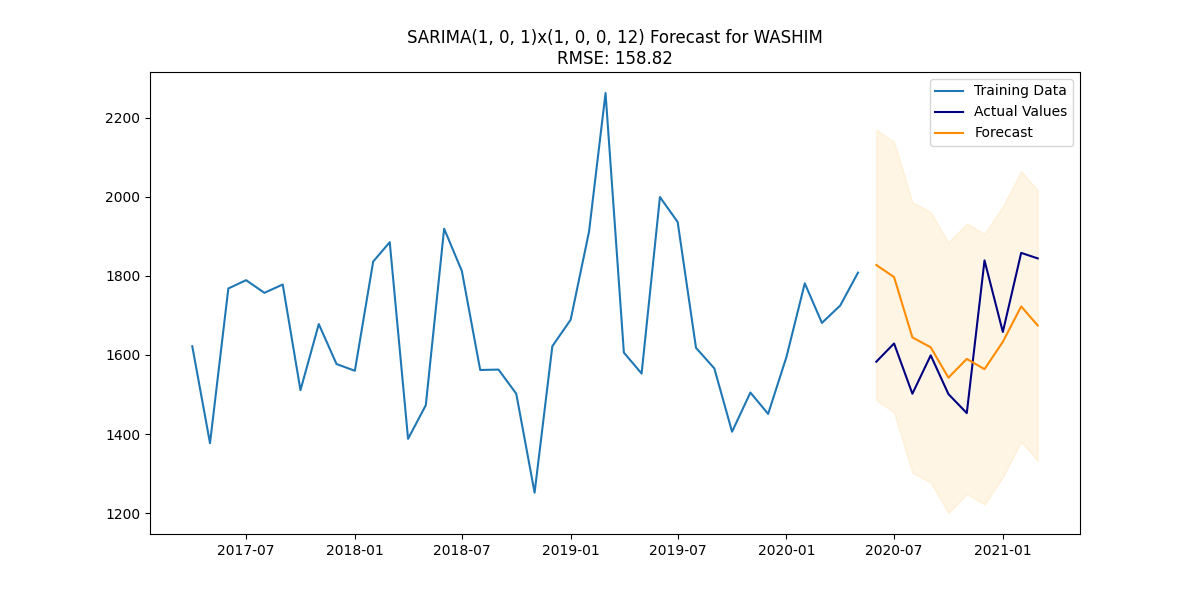 SARIMA(1, 0, 1)x(1, 0, 0, 12) Forecast for WASHIM
RMSE: 158.82
Training Data
Actual Values
Forecast
2200
2000
1800
1600
1400
1200
2017-07 2018-01 2018-07 2019-01 2019-07 2020-01 2020-07 2021-01